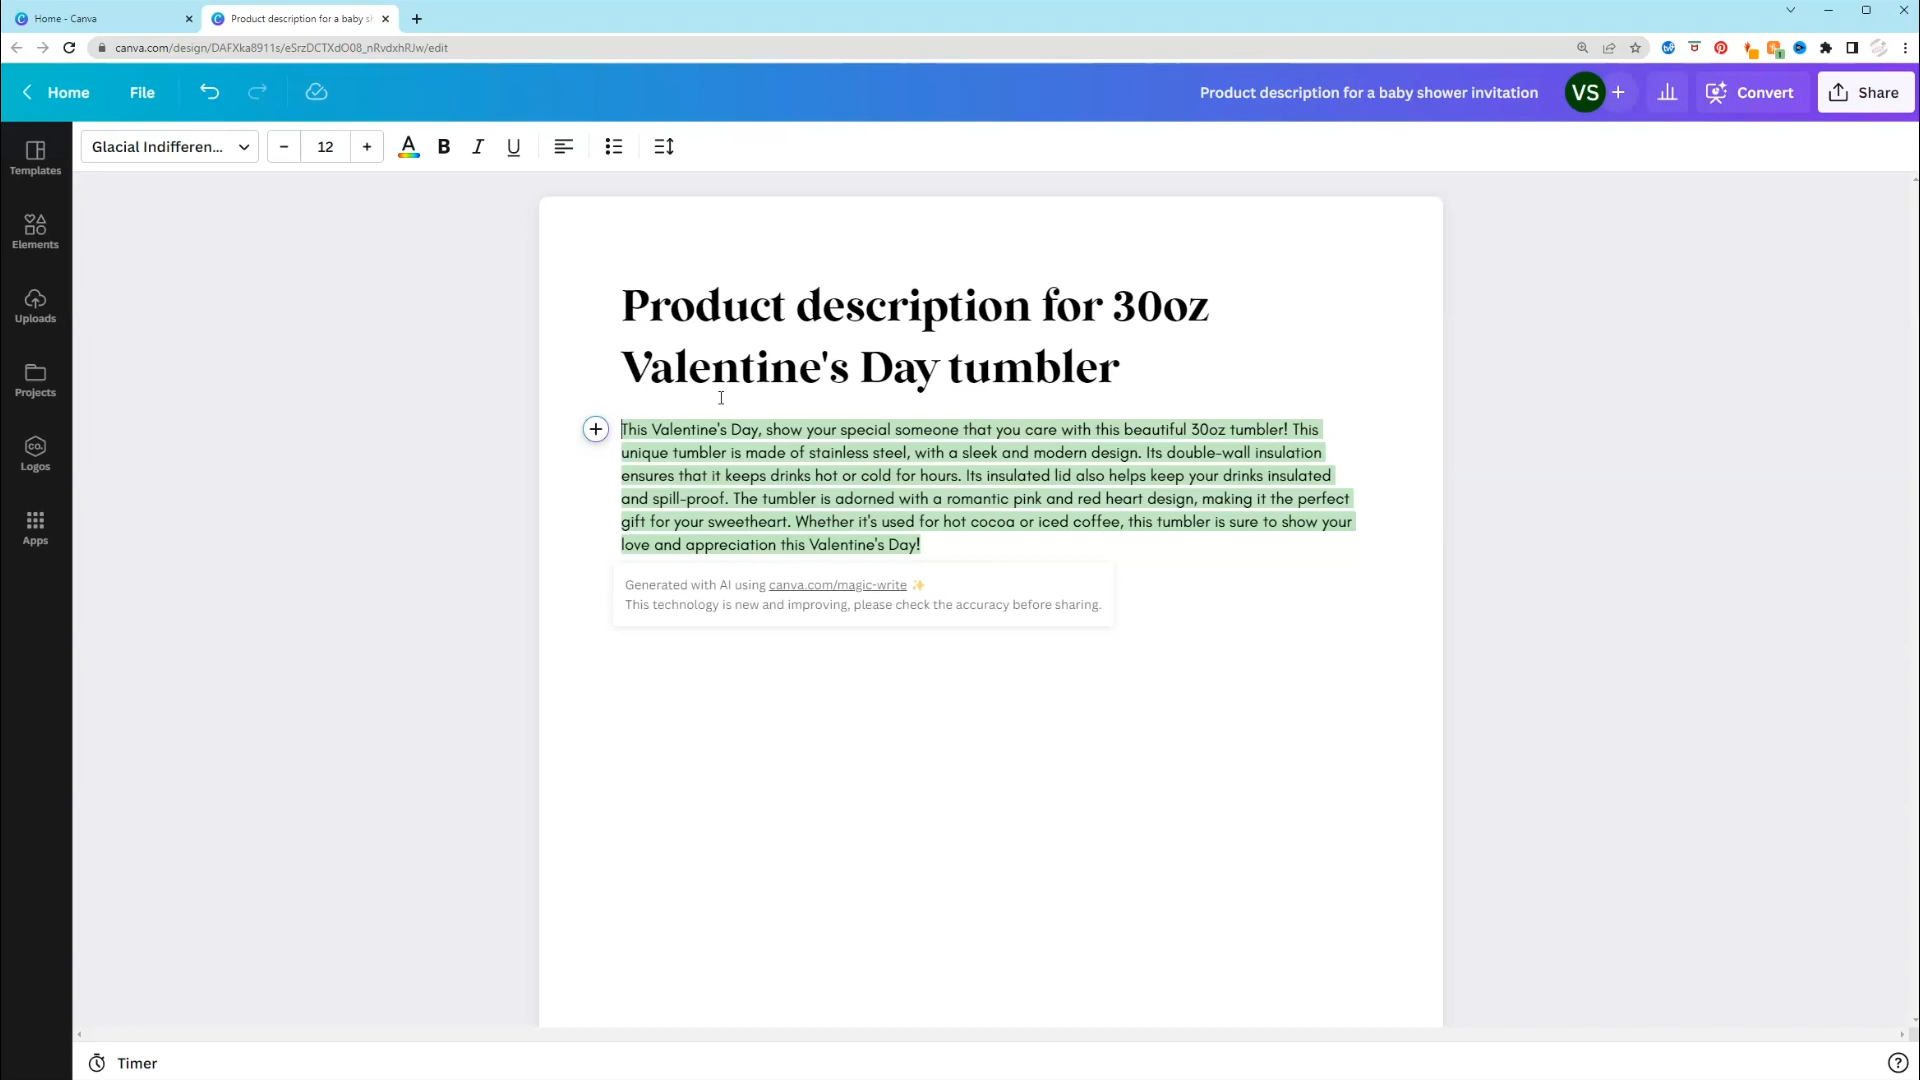 Home - Canva
Product description for a baby sh
canva.com/design/DAFXka8911s/eSrzDCTXdO08_nRvdxhRJw/edit
Home
File
Product description for a baby shower invitation
VS
Convert
Share
Glacial Indifferen...
12
Templates
Elements
Uploads
Projects
CO.
Logos
Apps
Product description for 30oz
Valentine's Day tumbler
This Valentine's Day, show your special someone that you care with this beautiful 30oz tumbler! This
unique tumbler is made of stainless steel, with a sleek and modern design. Its double-wall insulation
ensures that it keeps drinks hot or cold for hours. Its insulated lid also helps keep your drinks insulated
and spill-proof. The tumbler is adorned with a romantic pink and red heart design, making it the perfect
gift for your sweetheart. Whether it's used for hot cocoa or iced coffee, this tumbler is sure to show your
love and appreciation this Valentine's Day!
Generated with AI using canva.com/magic-write ✨
This technology is new and improving, please check the accuracy before sharing.
Timer